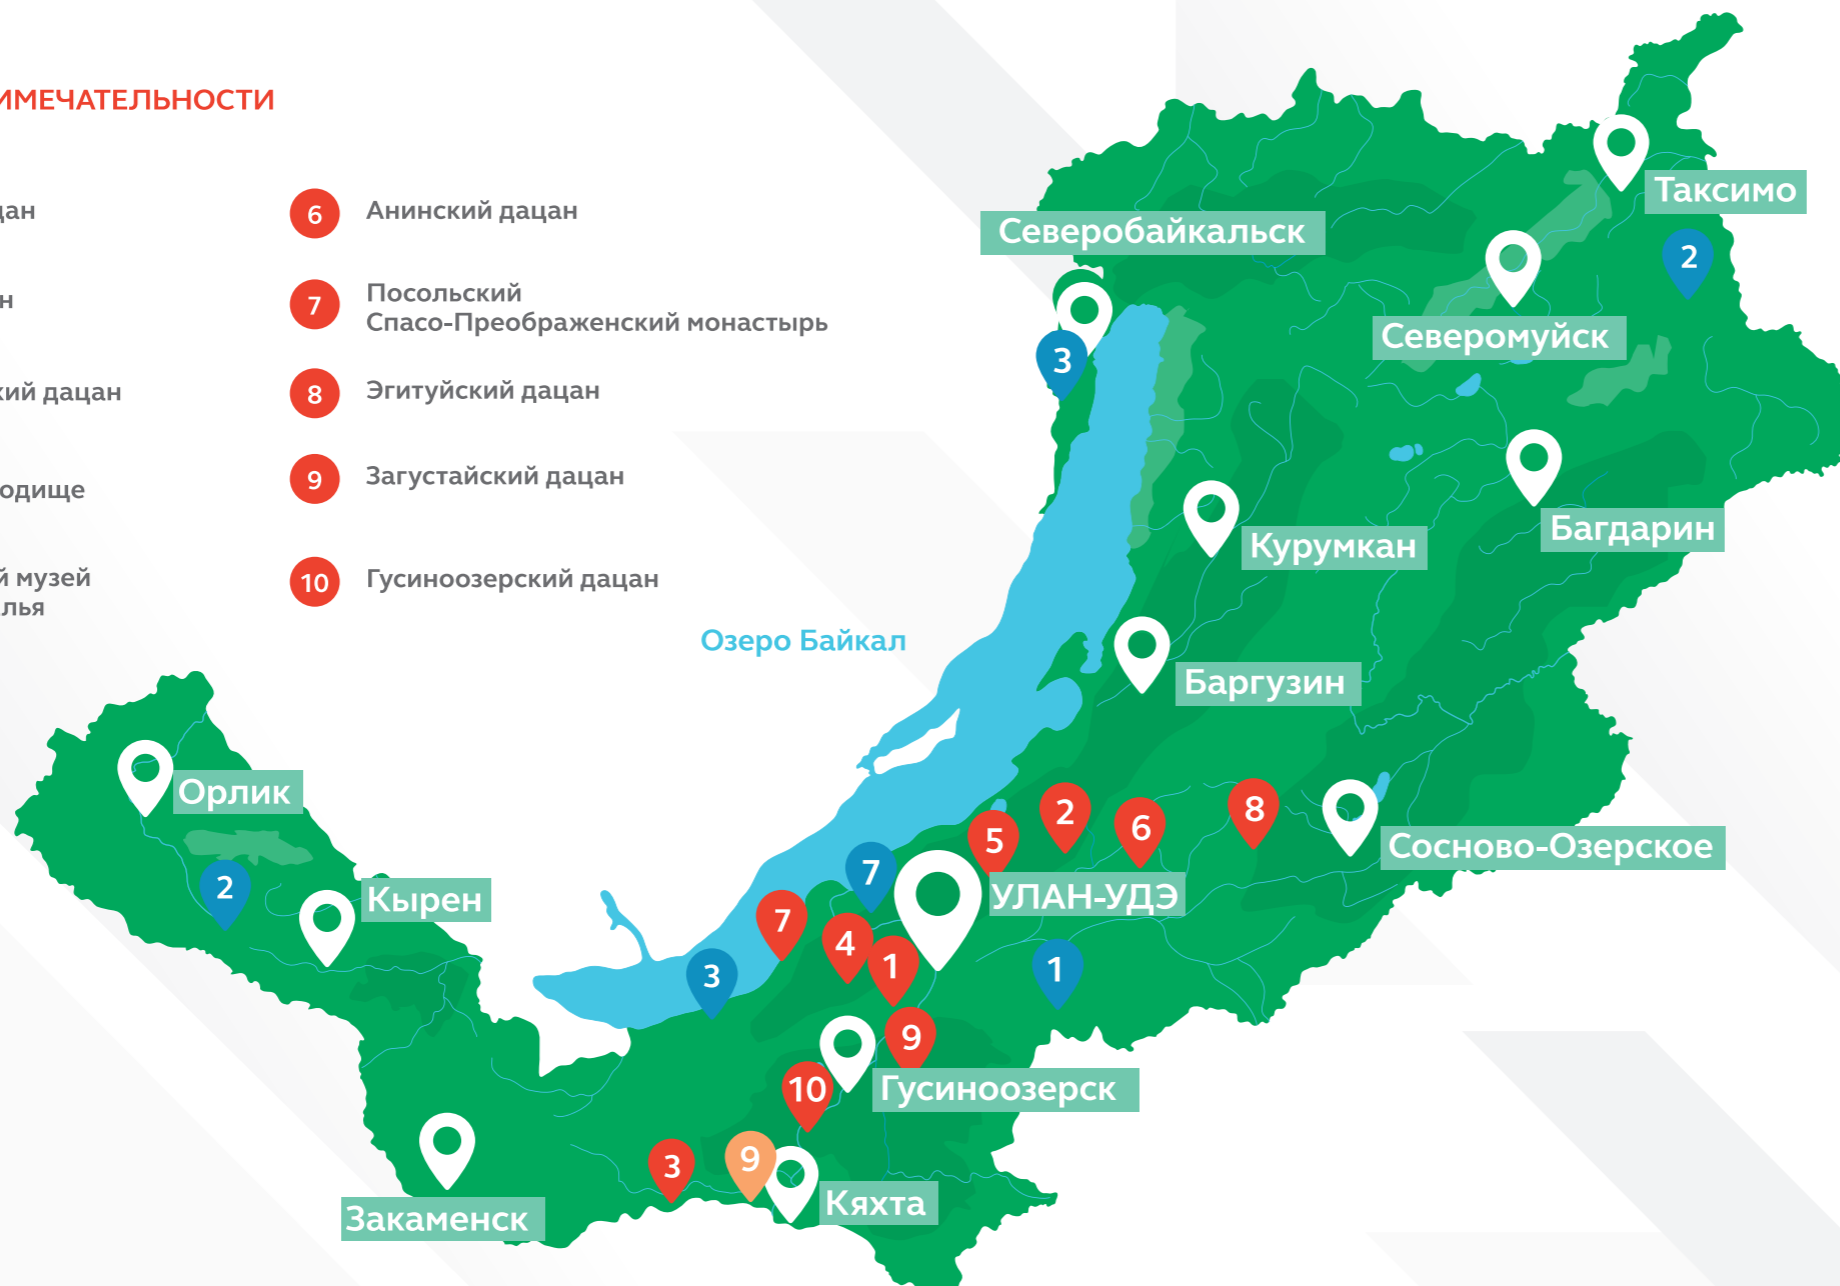 ИМЕЧАТЕЛЬНОСТИ
дан
н
кий дацан
одище
й музей
лья
6 Анинский дацан
7 Посольский
Спасо-Преображенский монастырь
8 Эгитуйский дацан
9 Загустайский дацан
10 Гусиноозерский дацан
Озеро Байкал
Таксимо
2
Северобайкальск
Северомуйск
3
Багдарин
Курумкан
Баргузин
Орлик
2
Кырен
5
2
6
8
Сосново-Озерское
7
УЛАН-УДЭ
7
4
1
3
1
9
Гусиноозерск
10
3
9
Кяхта
Закаменск